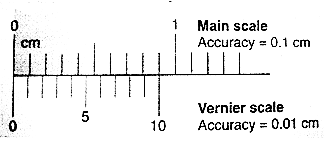 0
1
cm
Main scale
Accuracy = 0.1 cm
0
5
10
Vernier scale
Accuracy = 0.01 cm